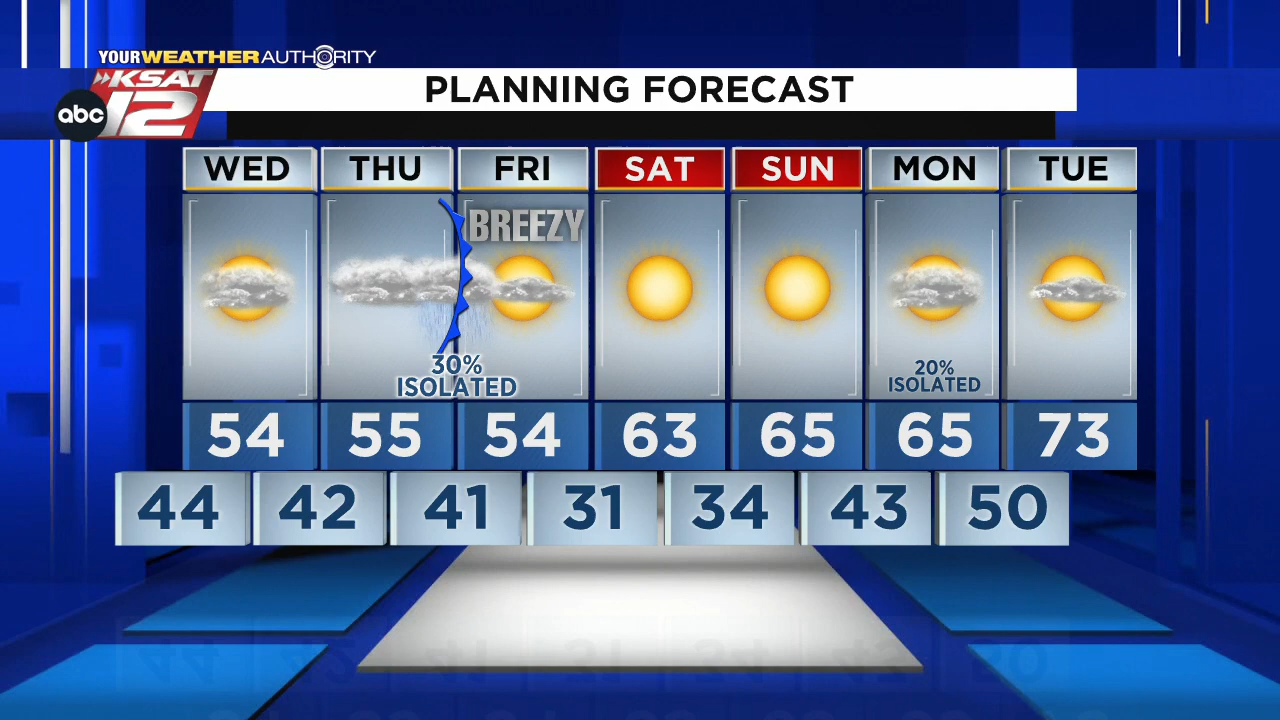 YOURWEATHERAUTHORITY
KSAT
abc 12
PLANNING FORECAST
WED THU FRI SAT SUN MON TUE
BREEZY
30%
ISOLATED
20%
ISOLATED
54 55 54 63 65 65 73
44 42 41 31 34 43 50